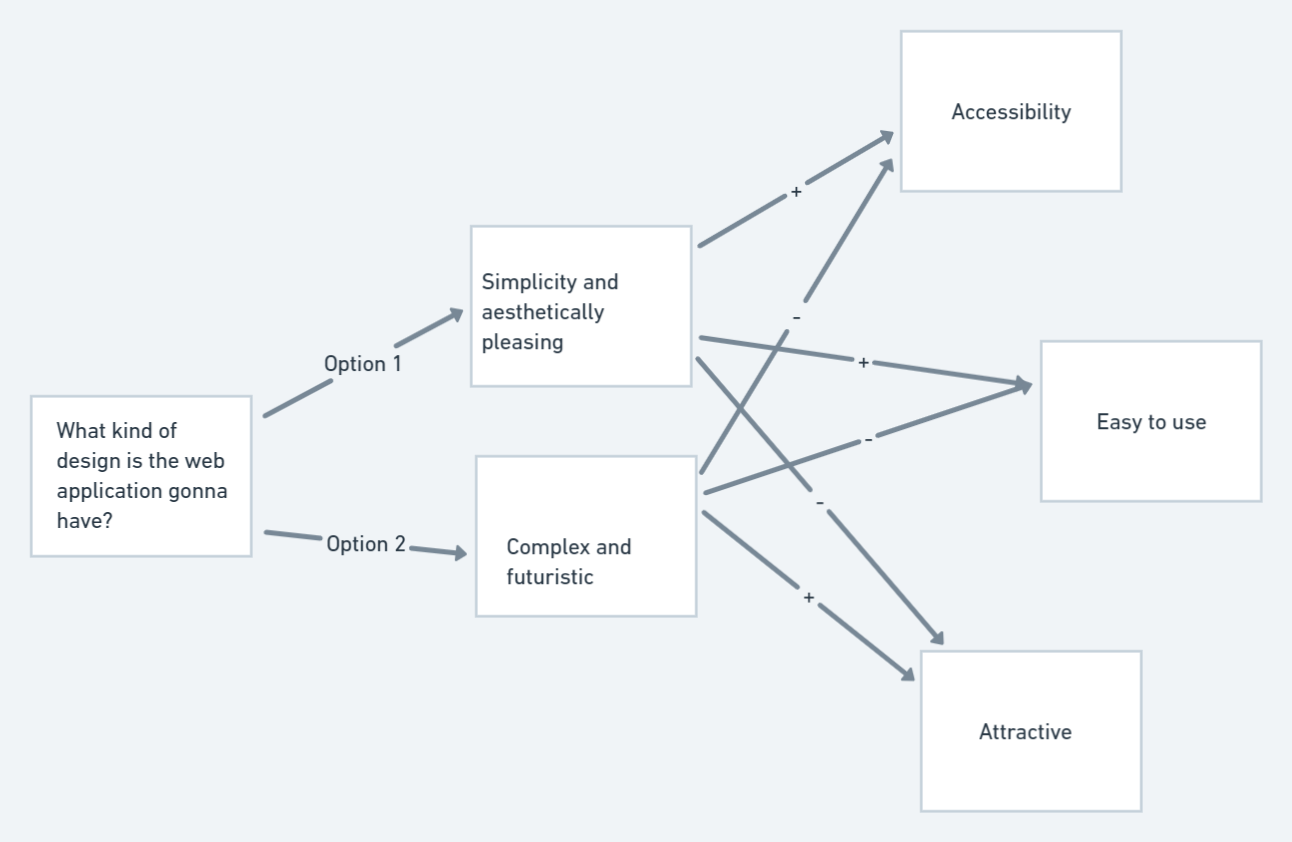 What kind of
design is the web
application gonna
have?
Option 1
Option 2
Simplicity and
aesthetically
pleasing
Complex and
futuristic
+
-
+
-
-
+
Accessibility
Easy to use
Attractive